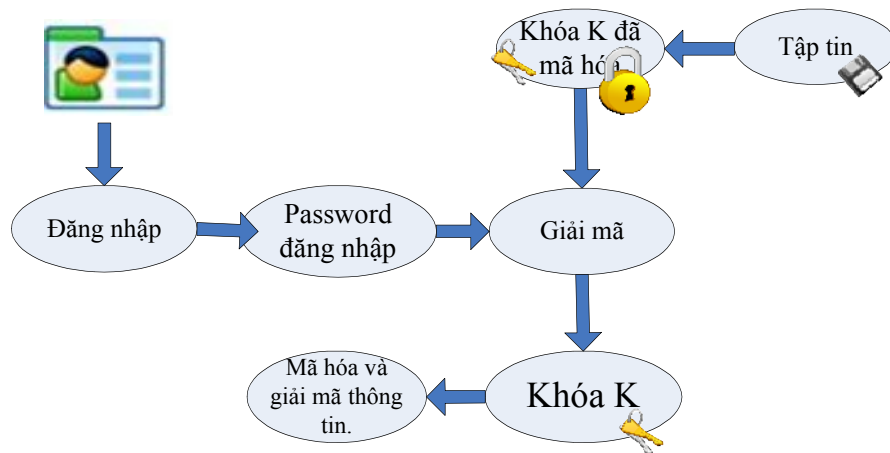 Khóa K đã
mã hóa
Tập tin
Đăng nhập
Password
đăng nhập
Giải mã
Mã hóa và
giải mã thông
tin.
Khóa K